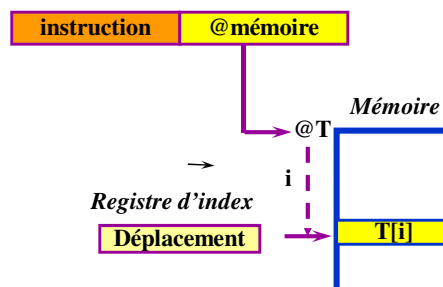 instruction @mémoire
Mémoire
@T
i
Registre d'index
Déplacement T[i]